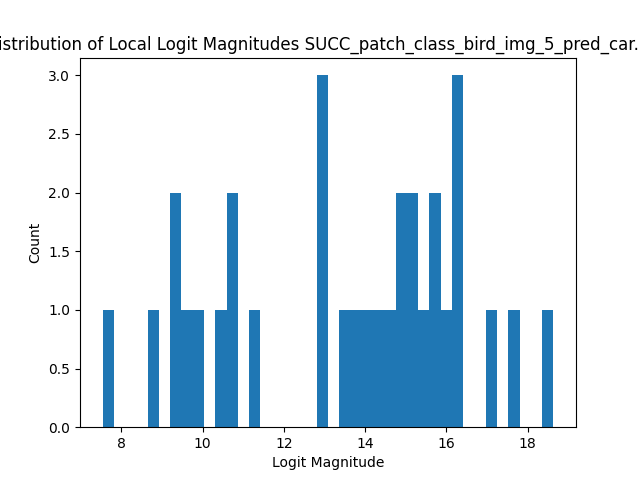 istribution of Local Logit Magnitudes SUCC_patch_class_bird_img_5_pred_car.
3.0
2.5
2.0
1.5
1.0
0.5
0.0
Count
8 10 12 14 16 18
Logit Magnitude